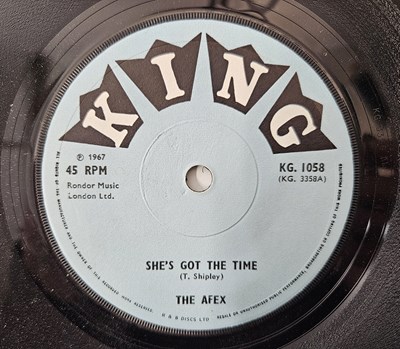 KING
℗ 1967
45 RPM
Rondor Music
London Ltd.
KG. 1058
(KG. 3358A)
SHE'S GOT THE TIME
(T. Shipley)
THE AFEX